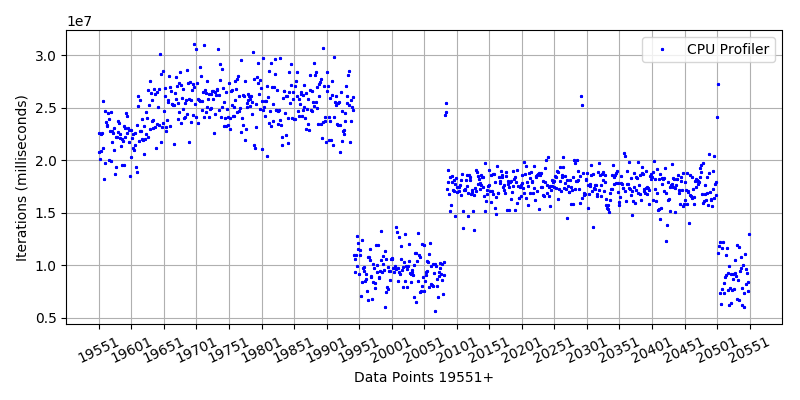 1e7
CPU Profiler
3.0
2.5
2.0
1.5
1.0
0.5
Iterations (milliseconds)
19551 19601 19651 19701 19751 19801 19851 19901 19951 20001 20051 20101 20151 20201 20251 20301 20351 20401 20451 20501 20551
Data Points 19551+